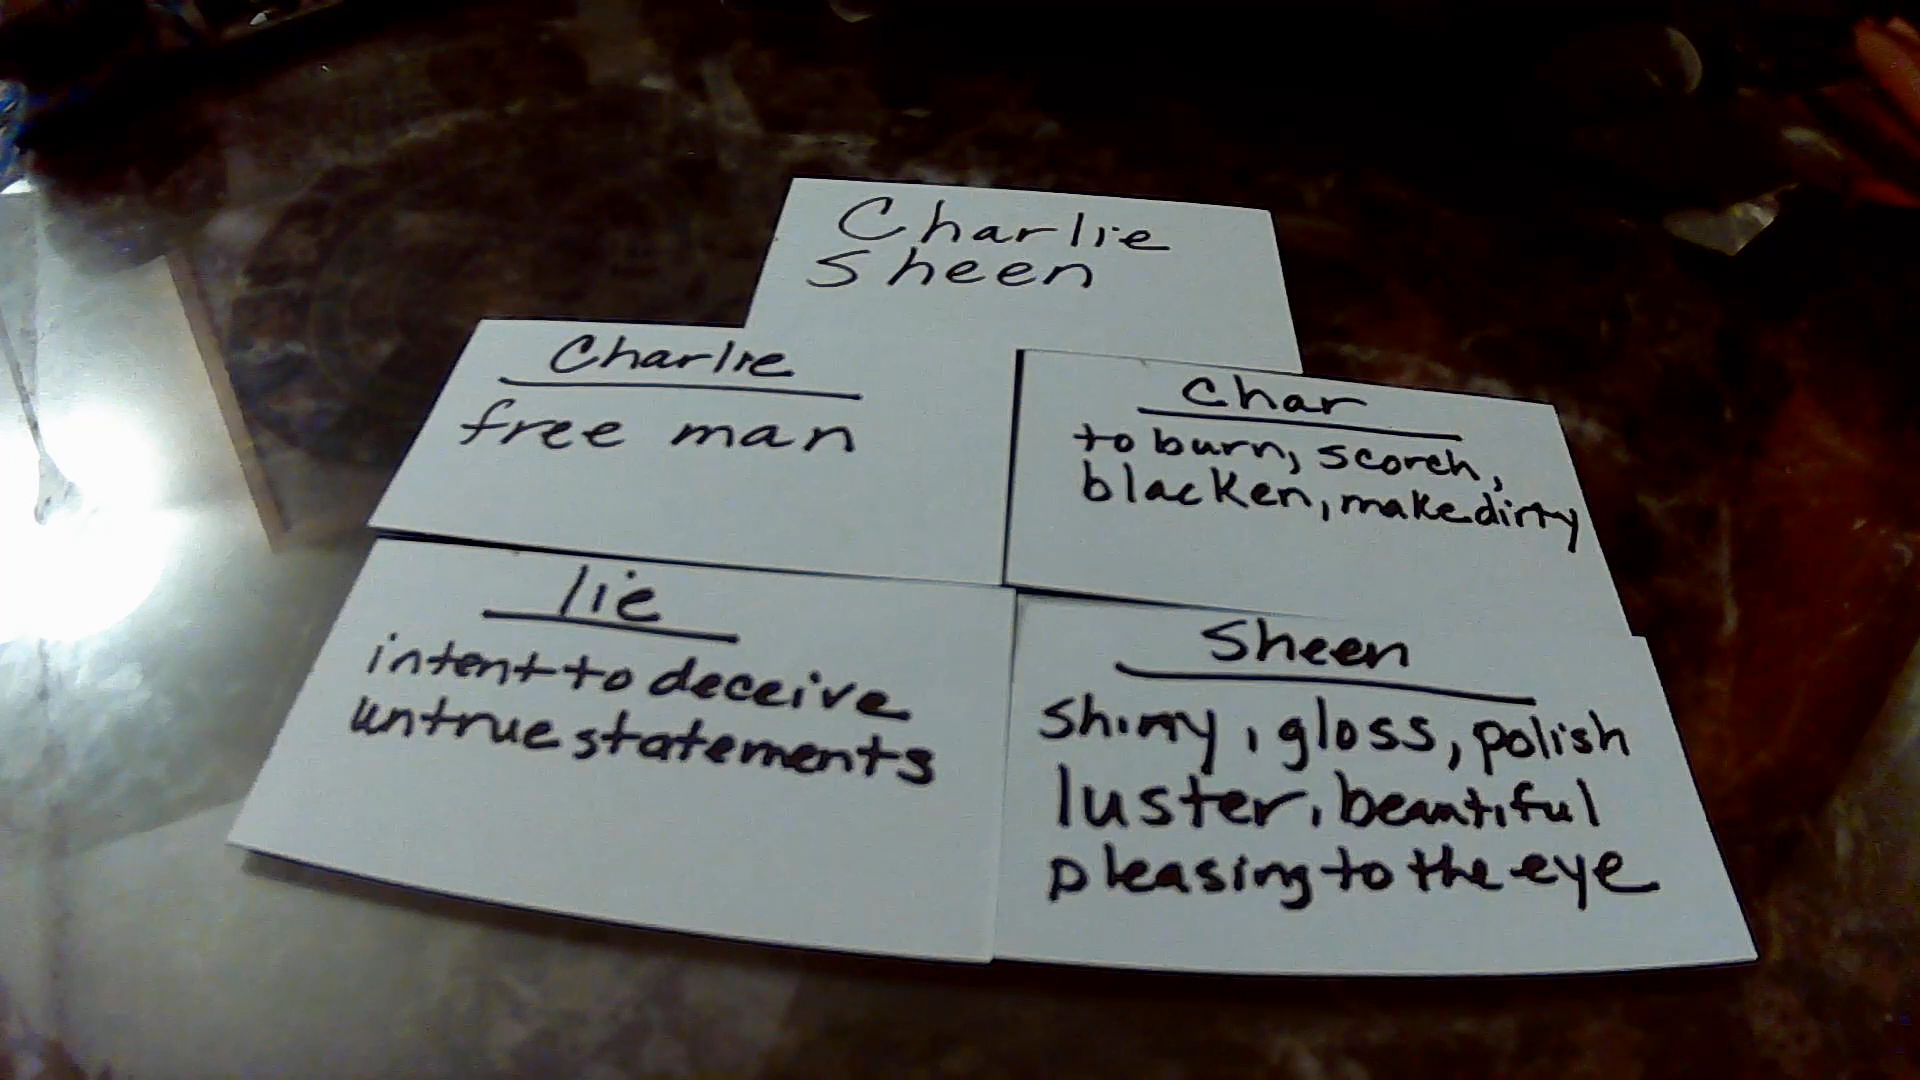 Charlie
Sheen
Charlie
free man
Char
to burn, scorch,
blacken, make dirty
lie
intent to deceive
untrue statements
Sheen
shiny, gloss, polish
luster, beautiful
pleasing to the eye